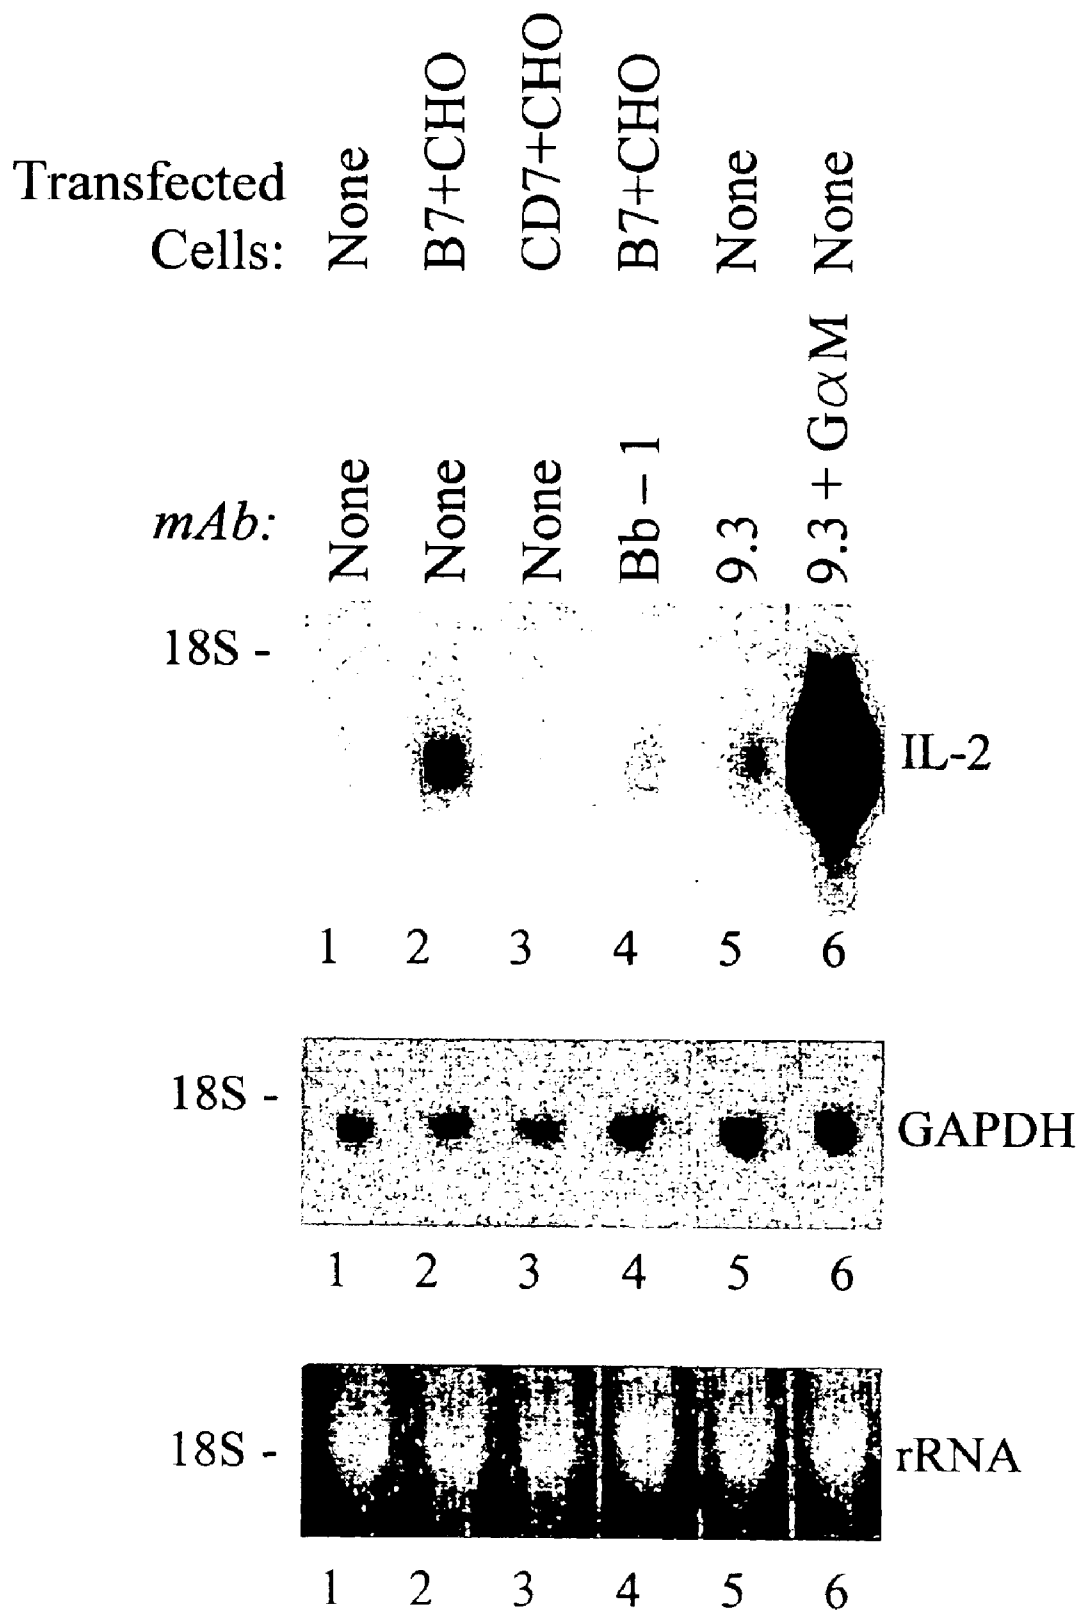 Transfected
Cells:
None
B7+CHO
CD7+CHO
B7+CHO
None
None
mAb:
None
None
None
Bb-1
9.3
9.3 + GαM
18S -
IL-2
1 2 3 4 5 6
18S -
GAPDH
1 2 3 4 5 6
18S -
rRNA
1 2 3 4 5 6